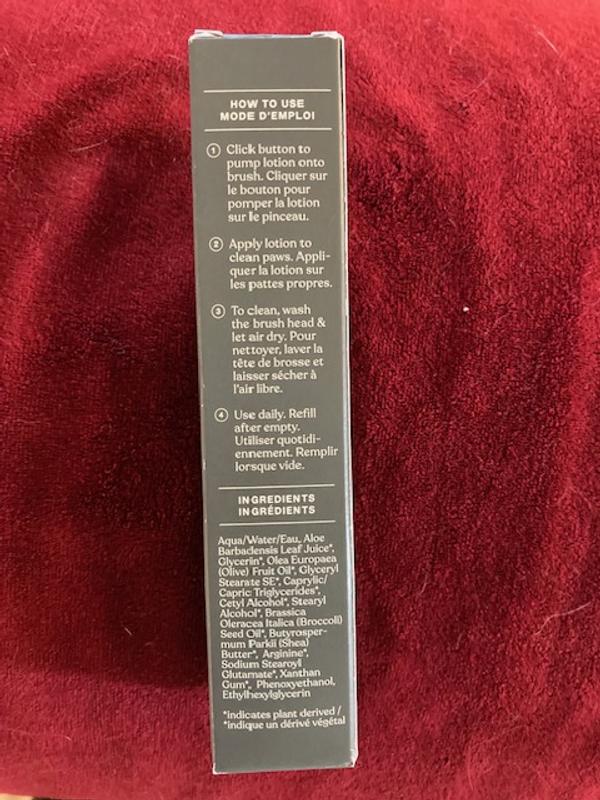 HOW TO USE
MODE D'EMPLOI
1 Click button to
pump lotion onto
brush. Cliquer sur
le bouton pour
pomper la lotion
sur le pinceau.
2 Apply lotion to
clean paws. Appli-
quer la lotion sur
les pattes propres.
3 To clean, wash
the brush head &
let air dry. Pour
nettoyer, laver la
tête de brosse et
laisser sécher à
l'air libre.
4 Use daily. Refill
after empty.
Utiliser quotidi-
ennement. Remplir
lorsque vide.
INGREDIENTS
INGRÉDIENTS
Aqua/Water/Eau, Aloe
Barbadensis Leaf Juice*,
Glycerin*, Olea Europaea
(Olive) Fruit Oil*, Glyceryl
Stearate SE*, Caprylic/
Capric Triglycerides*,
Cetyl Alcohol*, Stearyl
Alcohol*, Brassica
Oleracea Italica (Broccoli)
Seed Oil*, Butyrosper-
mum Parkii (Shea)
Butter*, Arginine*,
Sodium Stearoyl
Glutamate*, Xanthan
Gum*, Phenoxyethanol,
Ethylhexylglycerin
*indicates plant derived /
*indique un dérivé végétal